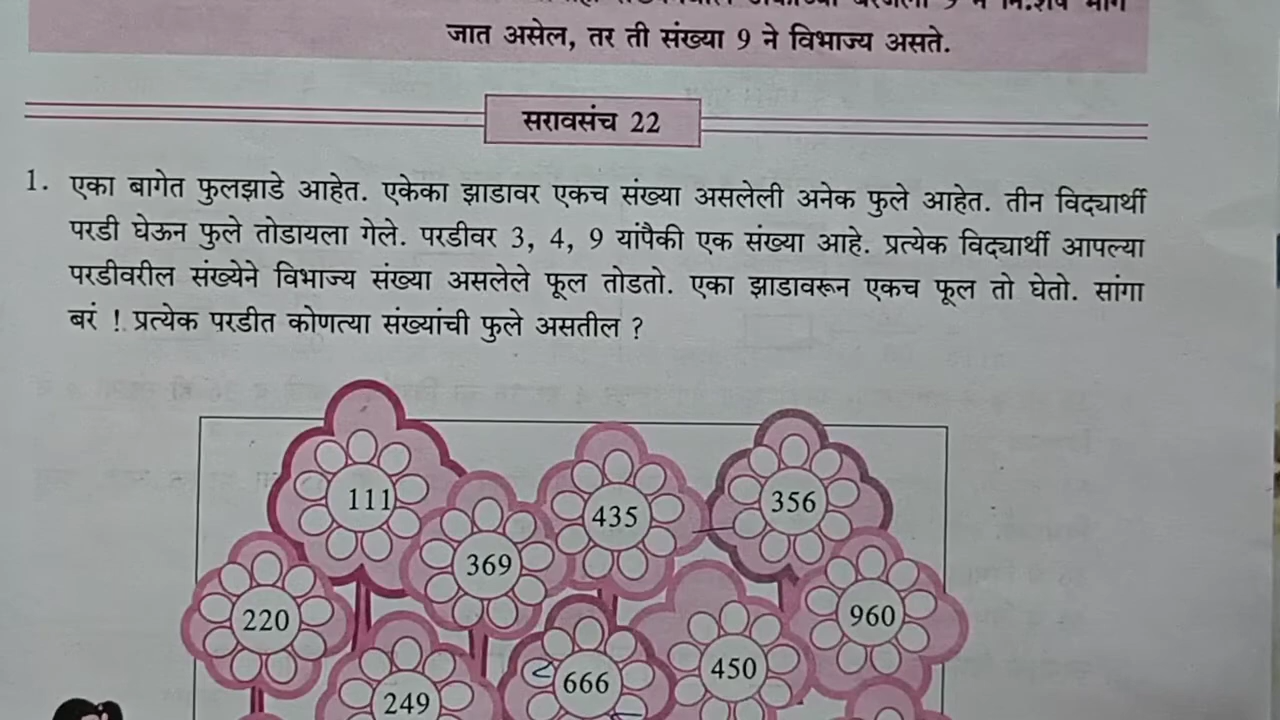 जात असेल, तर ती संख्या 9 ने विभाज्य असते.
सरावसंच 22
1. एका बागेत फुलझाडे आहेत. एकेका झाडावर एकच संख्या असलेली अनेक फुले आहेत. तीन विद्यार्थी
परडी घेऊन फुले तोडायला गेले. परडीवर 3, 4, 9 यांपैकी एक संख्या आहे. प्रत्येक विद्यार्थी आपल्या
परडीवरील संख्येने विभाज्य संख्या असलेले फूल तोडतो. एका झाडावरून एकच फूल तो घेतो. सांगा
बरं ! प्रत्येक परडीत कोणत्या संख्यांची फुले असतील ?
111
435
356
369
220
960
249
666
450